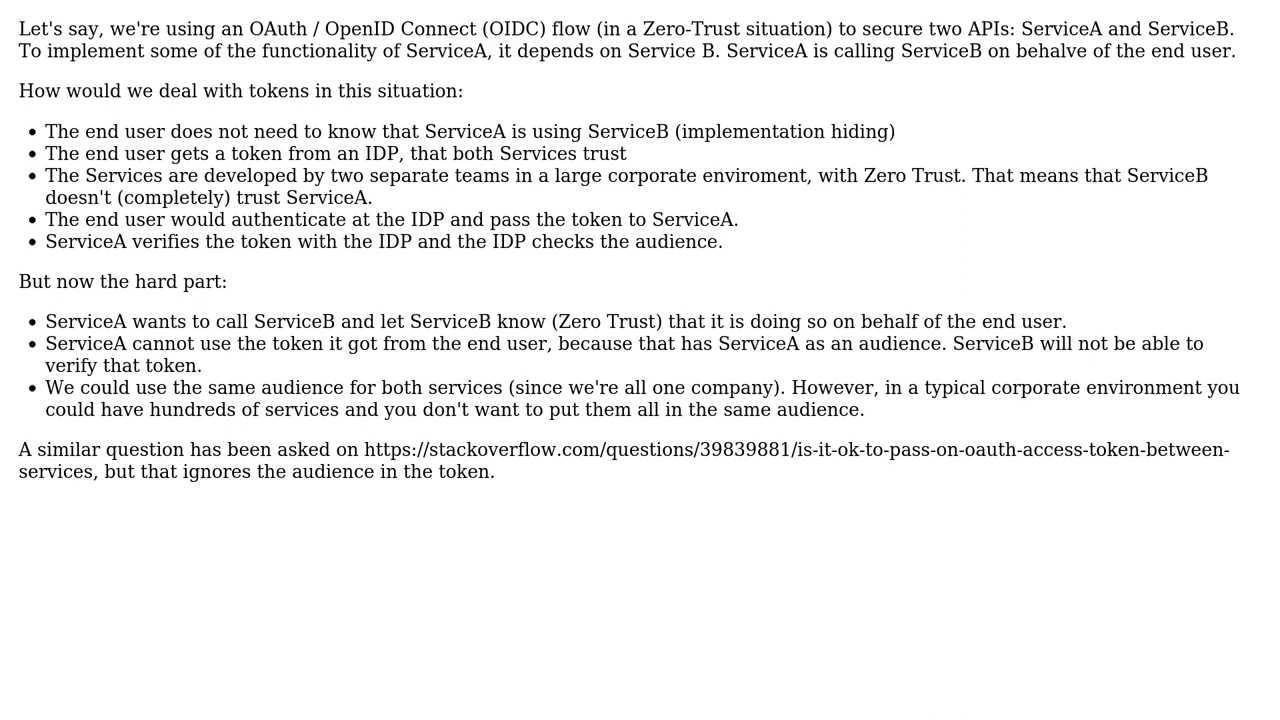 Let's say, we're using an OAuth / OpenID Connect (OIDC) flow (in a Zero-Trust situation) to secure two APIs: ServiceA and ServiceB.
To implement some of the functionality of ServiceA, it depends on Service B. ServiceA is calling ServiceB on behalve of the end user.
How would we deal with tokens in this situation:
• The end user does not need to know that ServiceA is using ServiceB (implementation hiding)
• The end user gets a token from an IDP, that both Services trust
• The Services are developed by two separate teams in a large corporate enviroment, with Zero Trust. That means that ServiceB
doesn't (completely) trust ServiceA.
• The end user would authenticate at the IDP and pass the token to ServiceA.
• ServiceA verifies the token with the IDP and the IDP checks the audience.
But now the hard part:
• ServiceA wants to call ServiceB and let ServiceB know (Zero Trust) that it is doing so on behalf of the end user.
• ServiceA cannot use the token it got from the end user, because that has ServiceA as an audience. ServiceB will not be able to
verify that token.
• We could use the same audience for both services (since we're all one company). However, in a typical corporate environment you
could have hundreds of services and you don't want to put them all in the same audience.
A similar question has been asked on https://stackoverflow.com/questions/39839881/is-it-ok-to-pass-on-oauth-access-token-between-
services, but that ignores the audience in the token.